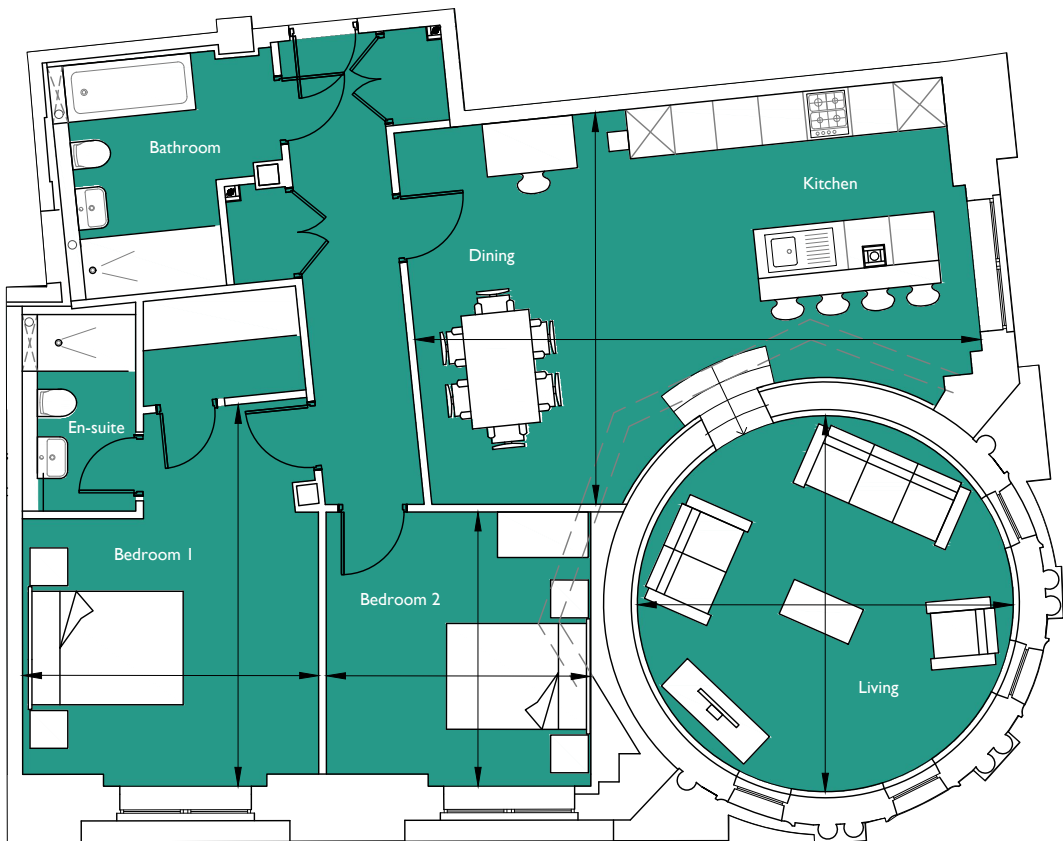 Bathroom
Kitchen
Dining
En-suite
Bedroom 1
Bedroom 2
Living